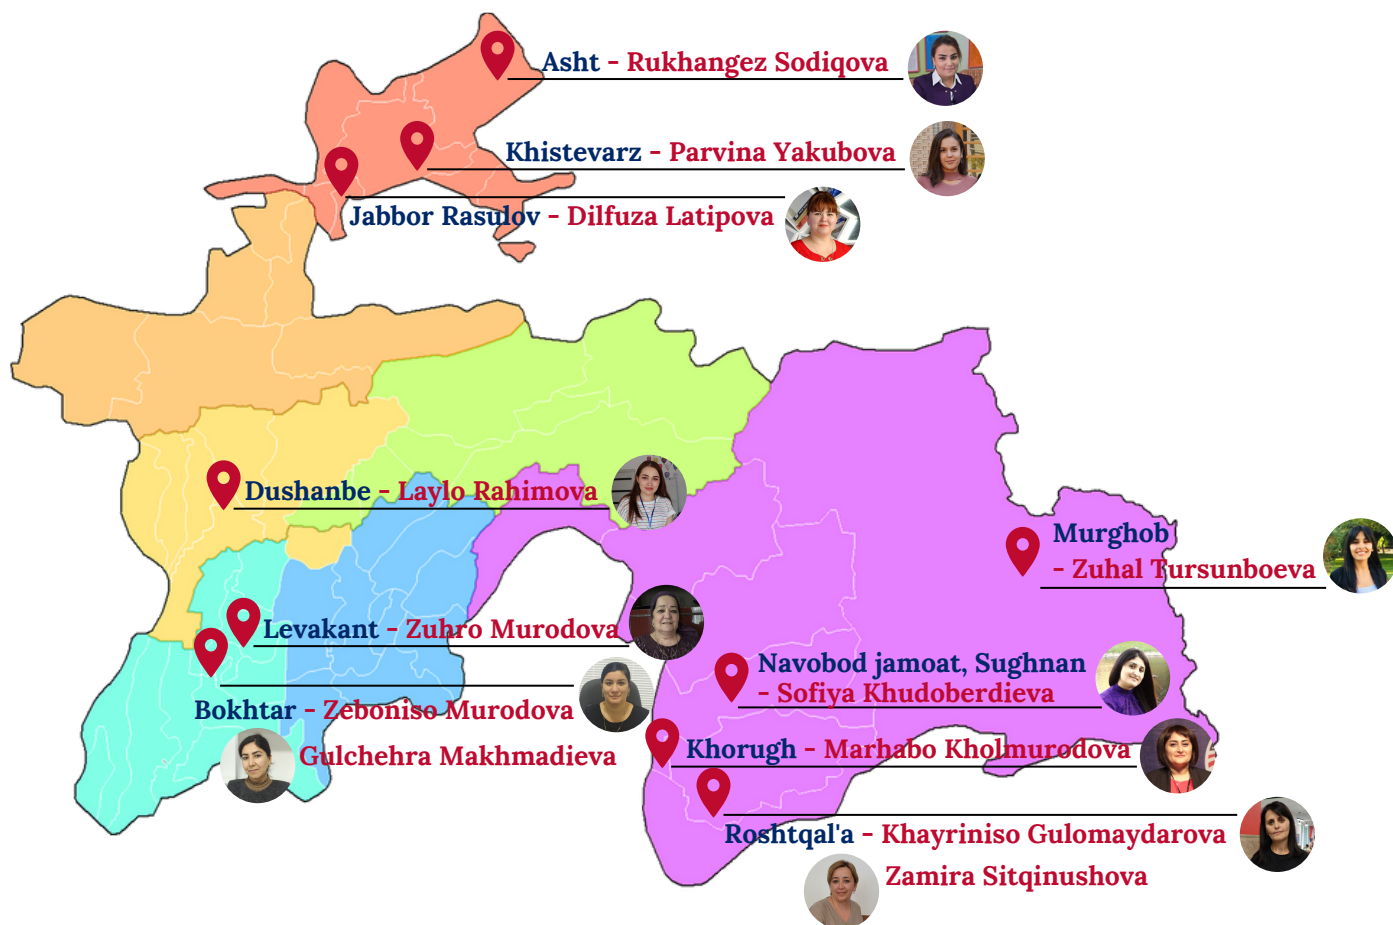 Asht - Rukhangez Sodiqova
Khistevarz - Parvina Yakubova
Jabbor Rasulov - Dilfuza Latipova
Dushanbe - Laylo Rahimova
Murghob
- Zuhal Tursunboeva
Levakant - Zuhro Murodova
Navobod jamoat, Sughnan
- Sofiya Khudoberdieva
Bokhtar - Zeboniso Murodova
Gulchehra Makhmadieva
Khorugh - Marhabo Kholmurodova
Roshtqal'a - Khayriniso Gulomaydarova
Zamira Sitqinushova